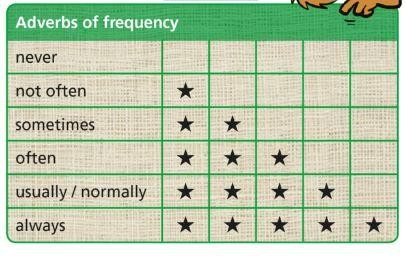 Adverbs of frequency
never
not often ★
sometimes ★ ★
often ★ ★ ★
usually / normally ★ ★ ★ ★
always ★ ★ ★ ★ ★